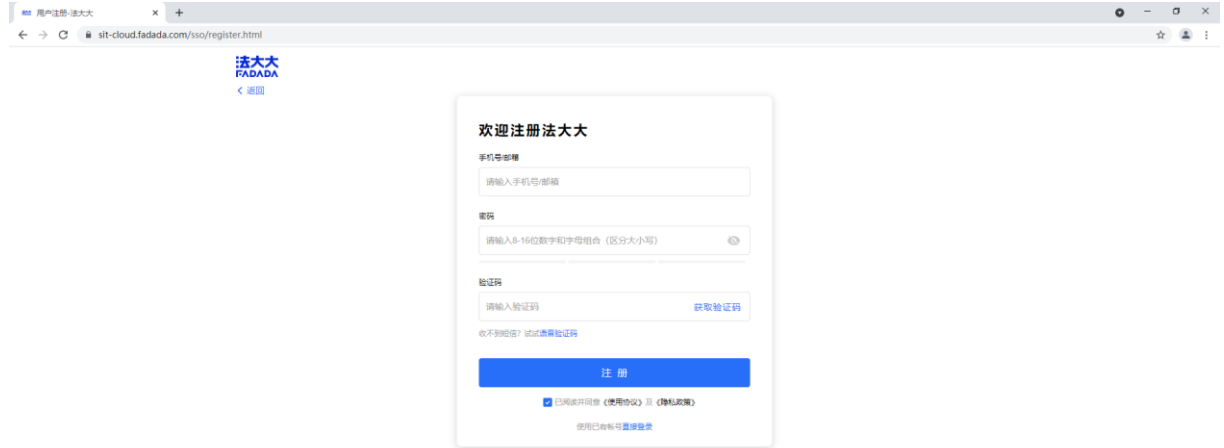 用户注册-法大大
sit-cloud.fadada.com/sso/register.html
法大大
FADADA
< 返回
欢迎注册法大大
手机号/邮箱
请输入手机号/邮箱
密码
请输入8-16位数字和字母组合（区分大小写）
验证码
请输入验证码 获取验证码
收不到短信？试试语音验证码
注 册
已阅读并同意《使用协议》及《隐私政策》
使用已有帐号直接登录